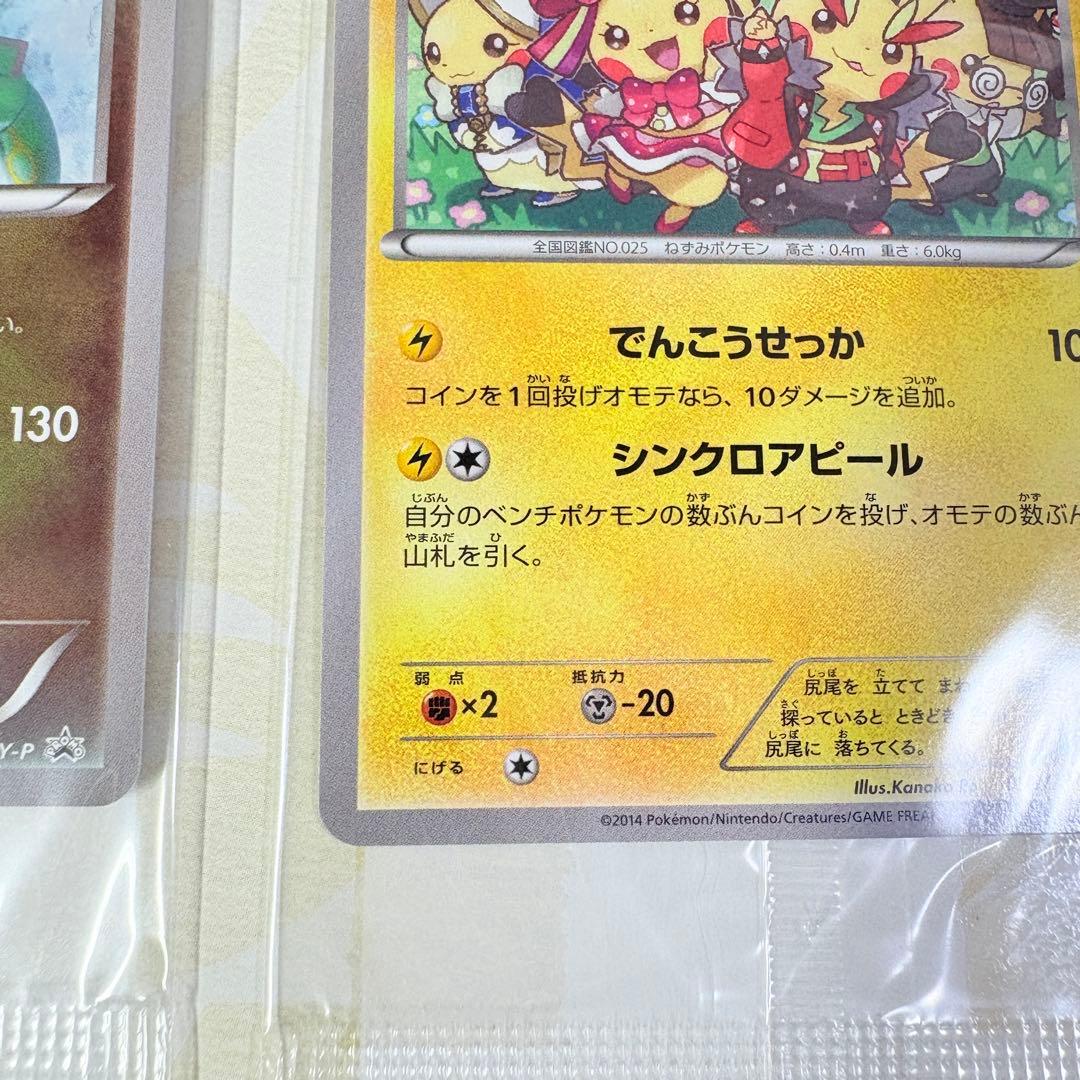 い。
130
Y-P
PROMO
全国図鑑NO.025 ねずみポケモン 高さ:0.4m 重さ:6.0kg
でんこうせっか 10
コインを1回投げオモテなら、10ダメージを追加。
シンクロアピール
自分のベンチポケモンの数ぶんコインを投げ、オモテの数ぶん
山札を引く。
弱点 抵抗力
×2 -20
にげる
尻尾を 立てて まわ
探っていると ときどき
尻尾に 落ちてくる。
Illus.Kanako
©2014 Pokémon/Nintendo/Creatures/GAME FREA